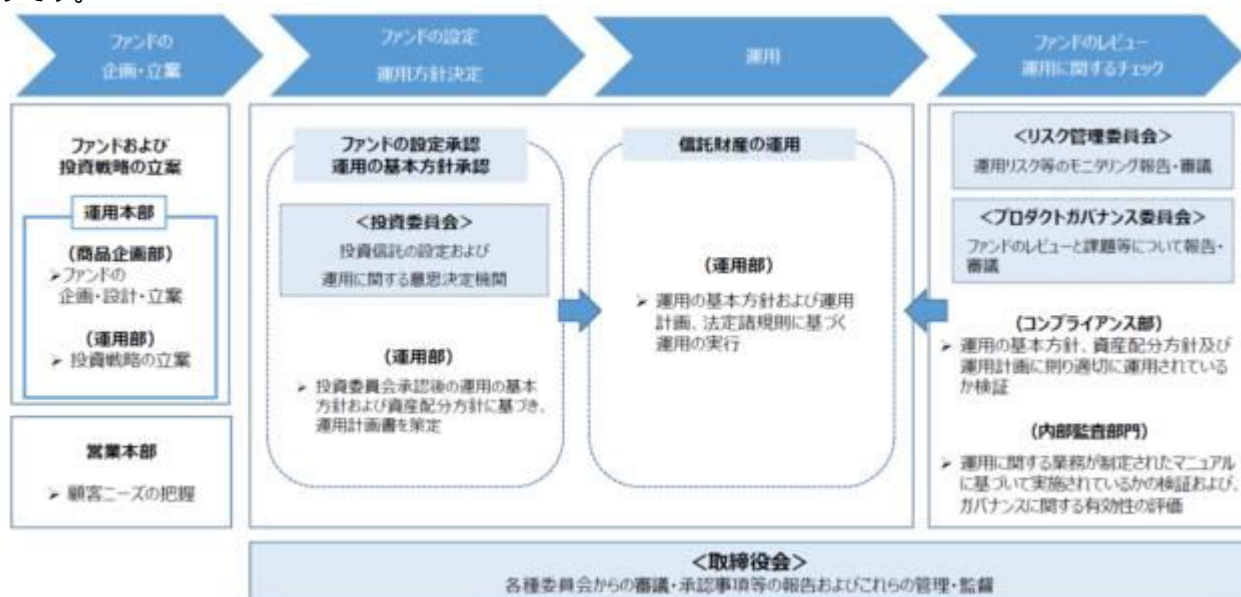 です。
ファンドの
企画・立案
ファンドの設定
運用方針決定
運用
ファンドのレビュー
運用に関するチェック
ファンドおよび
投資戦略の立案
運用本部
(商品企画部)
➢ファンドの
企画・設計・立案
(運用部)
➢ 投資戦略の立案
営業本部
➢ 顧客ニーズの把握
ファンドの設定承認
運用の基本方針承認
<投資委員会>
投資信託の設定および
運用に関する意思決定機関
(運用部)
➢ 投資委員会承認後の運用の基本
方針および資産配分方針に基づき、
運用計画書を策定
信託財産の運用
(運用部)
➢ 運用の基本方針および運用
計画、法定諸規則に基づく
運用の実行
<リスク管理委員会>
運用リスク等のモニタリング報告・審議
<プロダクトガバナンス委員会>
ファンドのレビューと課題等について報告・
審議
(コンプライアンス部)
➢ 運用の基本方針、資産配分方針及び
運用計画に則り適切に運用されている
か検証
(内部監査部門)
➢ 運用に関する業務が制定されたマニュアル
に基づいて実施されているかの検証および、
ガバナンスに関する有効性の評価
<取締役会>
各種委員会からの審議・承認事項等の報告およびこれらの管理・監督